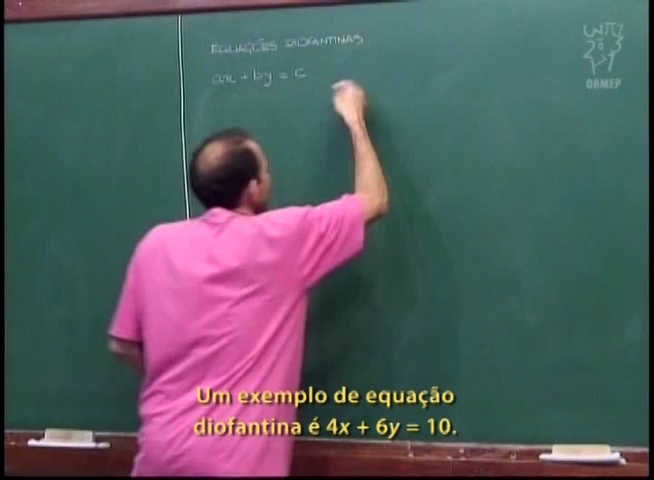 EQUAÇÕES DIOFANTINAS
ax + by = c
OBMEP
Um exemplo de equação
diofantina é 4x + 6y = 10.